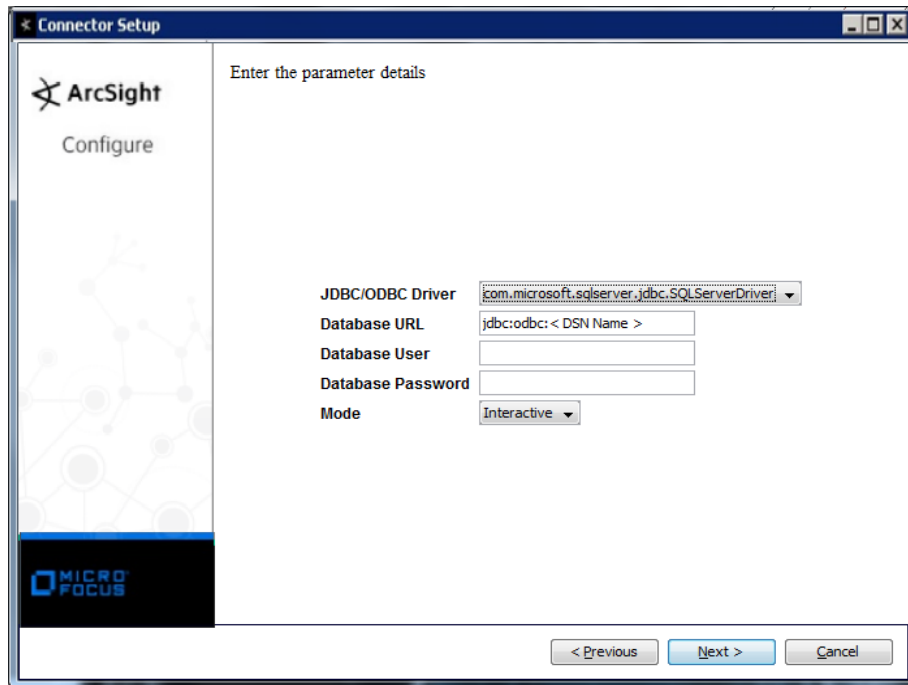 Connector Setup
ArcSight
Configure
Enter the parameter details
JDBC/ODBC Driver com.microsoft.sqlserver.jdbc.SQLServerDriver
Database URL jdbc:odbc:< DSN Name >
Database User
Database Password
Mode Interactive
MICRO
FOCUS
< Previous Next > Cancel